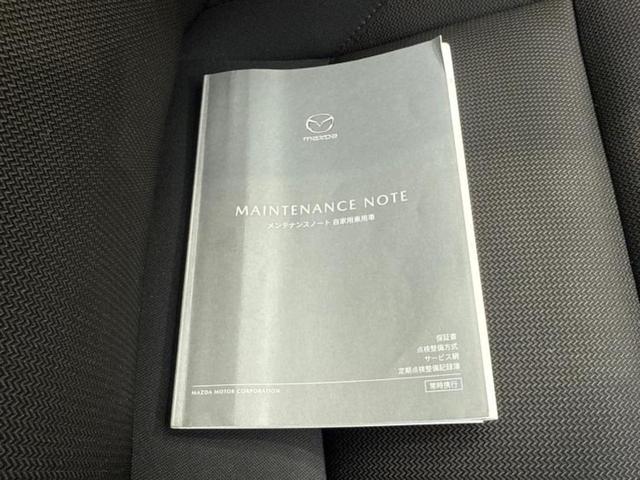 mazda
MAINTENANCE NOTE
メンテナンスノート 自家用乗用車
保証書
点検整備方式
サービス網
定期点検整備記録簿
常時携行
MAZDA MOTOR CORPORATION